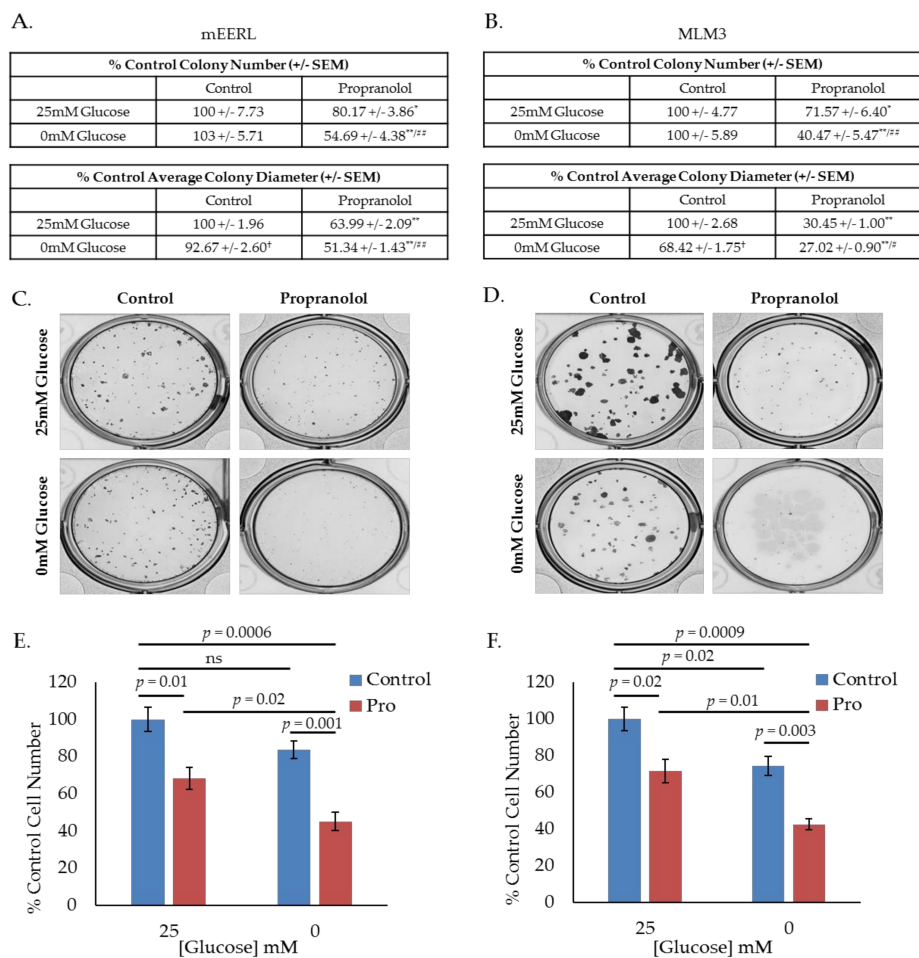 A.
mEERL
% Control Colony Number (+/- SEM)
Control Propranolol
25mM Glucose 100 +/- 7.73 80.17 +/- 3.86*
0mM Glucose 103 +/- 5.71 54.69 +/- 4.38**/##
% Control Average Colony Diameter (+/- SEM)
Control Propranolol
25mM Glucose 100 +/- 1.96 63.99 +/- 2.09**
0mM Glucose 92.67 +/- 2.60† 51.34 +/- 1.43**/##
B.
MLM3
% Control Colony Number (+/- SEM)
Control Propranolol
25mM Glucose 100 +/- 4.77 71.57 +/- 6.40*
0mM Glucose 100 +/- 5.89 40.47 +/- 5.47**/##
% Control Average Colony Diameter (+/- SEM)
Control Propranolol
25mM Glucose 100 +/- 2.68 30.45 +/- 1.00**
0mM Glucose 68.42 +/- 1.75† 27.02 +/- 0.90**/#
C.
Control Propranolol
25mM Glucose
0mM Glucose
D.
Control Propranolol
25mM Glucose
0mM Glucose
E.
p = 0.0006
ns
p = 0.01
p = 0.02
p = 0.001
Control
Pro
% Control Cell Number
120
100
80
60
40
20
0
25 0
[Glucose] mM
F.
p = 0.0009
p = 0.02
p = 0.02
p = 0.01
p = 0.003
Control
Pro
% Control Cell Number
120
100
80
60
40
20
0
25 0
[Glucose] mM